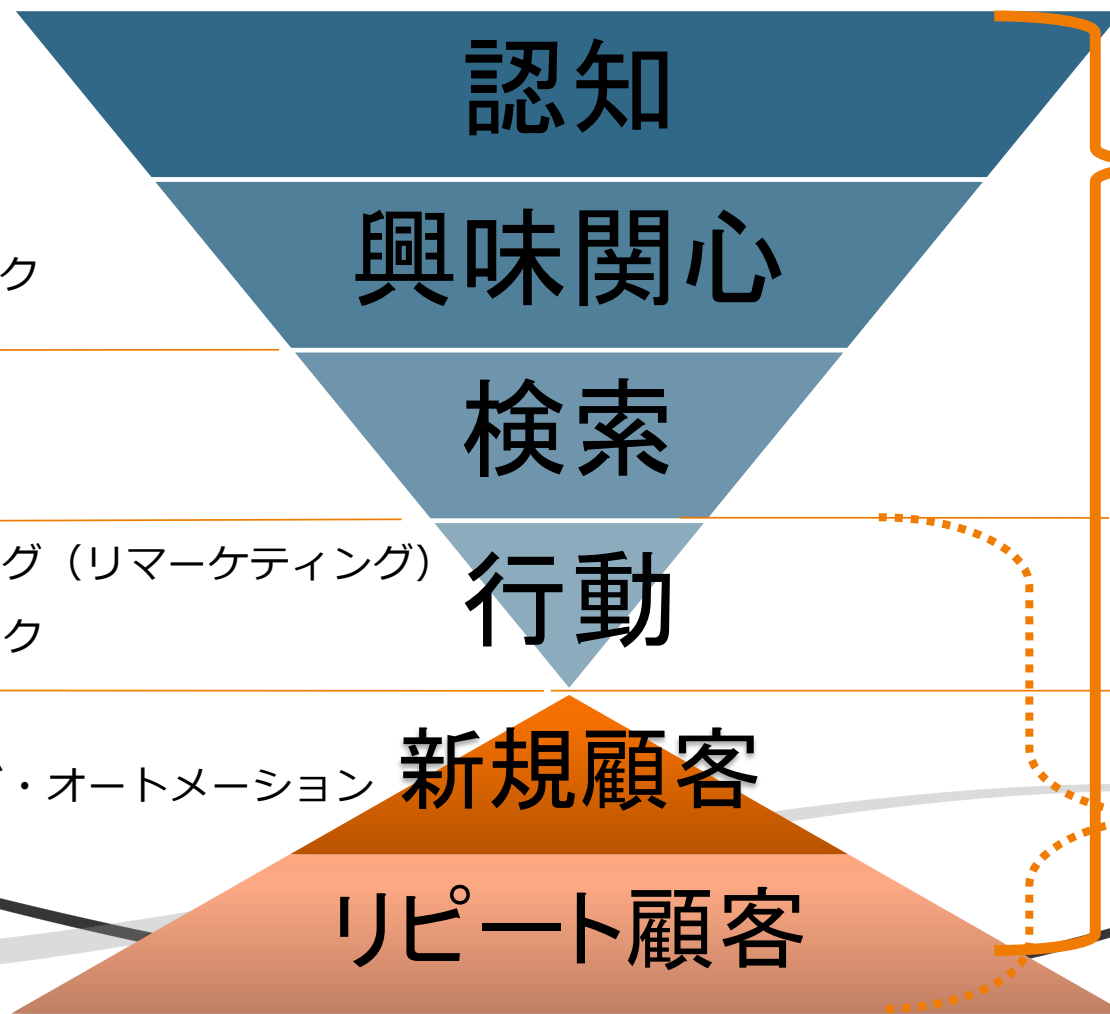 認知
興味関心
ク
検索
グ（リマーケティング）
行動
ク
新規顧客
・オートメーション
リピート顧客